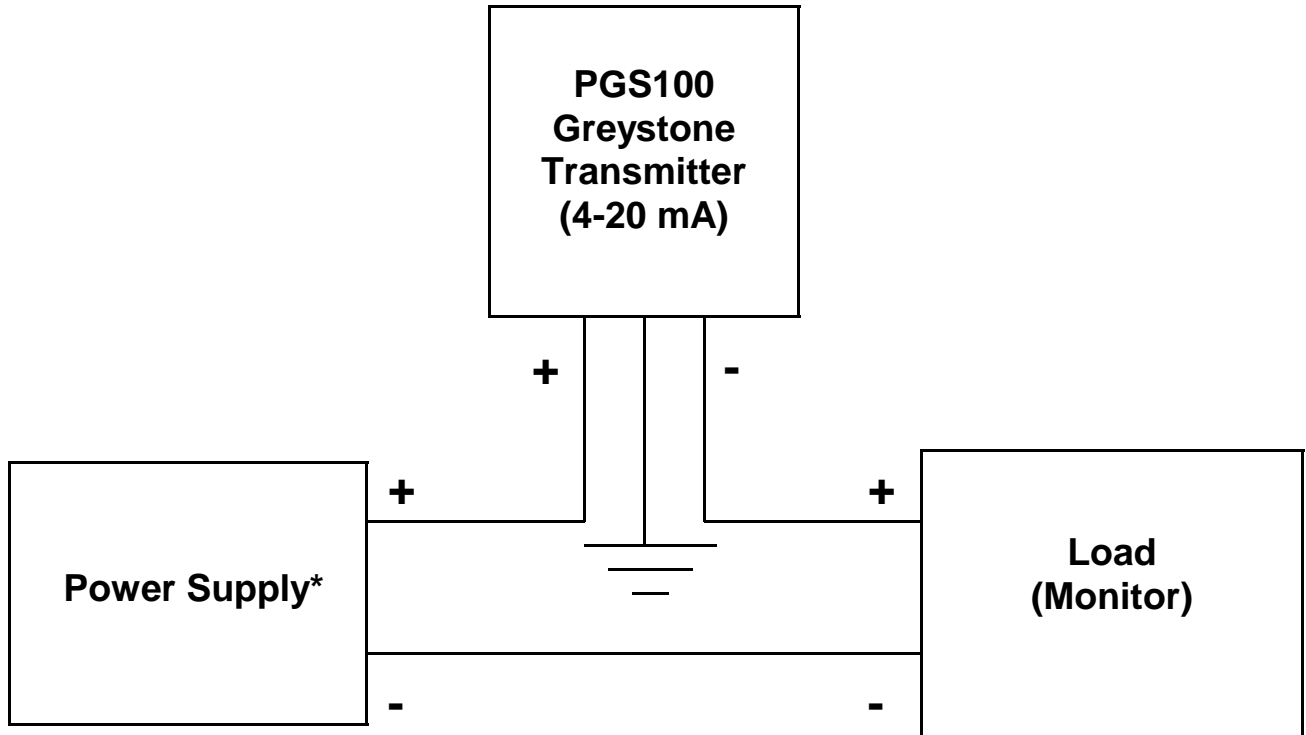 PGS100
Greystone
Transmitter
(4-20 mA)
+ -
+ +
Power Supply*
Load
(Monitor)
- -